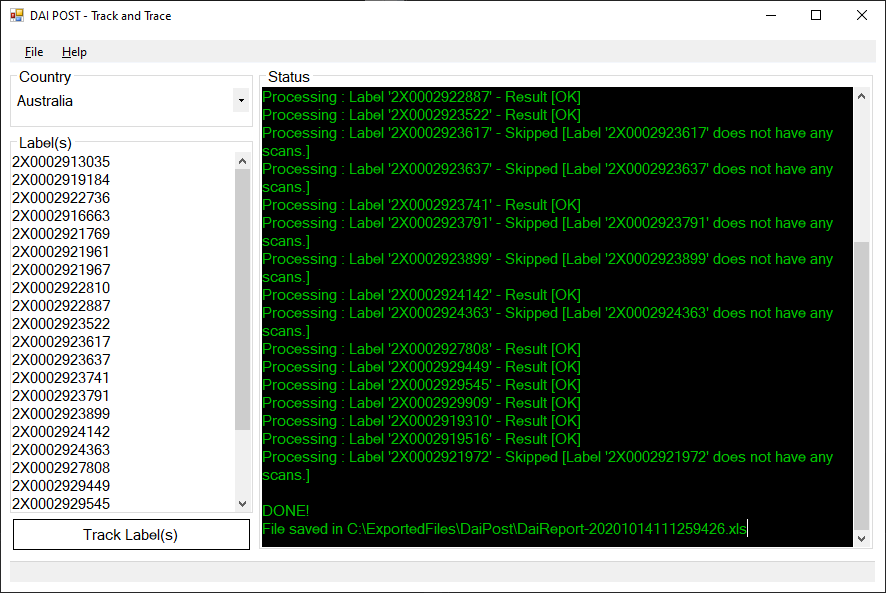 DAI POST - Track and Trace
File Help
Country
Australia
Label(s)
2X0002913035
2X0002919184
2X0002922736
2X0002916663
2X0002921769
2X0002921961
2X0002921967
2X0002922810
2X0002922887
2X0002923522
2X0002923617
2X0002923637
2X0002923741
2X0002923791
2X0002923899
2X0002924142
2X0002924363
2X0002927808
2X0002929449
2X0002929545
Track Label(s)
Status
Processing : Label '2X0002922887' - Result [OK]
Processing : Label '2X0002923522' - Result [OK]
Processing : Label '2X0002923617' - Skipped [Label '2X0002923617' does not have any
scans.]
Processing : Label '2X0002923637' - Skipped [Label '2X0002923637' does not have any
scans.]
Processing : Label '2X0002923741' - Result [OK]
Processing : Label '2X0002923791' - Skipped [Label '2X0002923791' does not have any
scans.]
Processing : Label '2X0002923899' - Skipped [Label '2X0002923899' does not have any
scans.]
Processing : Label '2X0002924142' - Result [OK]
Processing : Label '2X0002924363' - Skipped [Label '2X0002924363' does not have any
scans.]
Processing : Label '2X0002927808' - Result [OK]
Processing : Label '2X0002929449' - Result [OK]
Processing : Label '2X0002929545' - Result [OK]
Processing : Label '2X0002929909' - Result [OK]
Processing : Label '2X0002919310' - Result [OK]
Processing : Label '2X0002919516' - Result [OK]
Processing : Label '2X0002921972' - Skipped [Label '2X0002921972' does not have any
scans.]
DONE!
File saved in C:\ExportedFiles\DaiPost\DaiReport-20201014111259426.xls